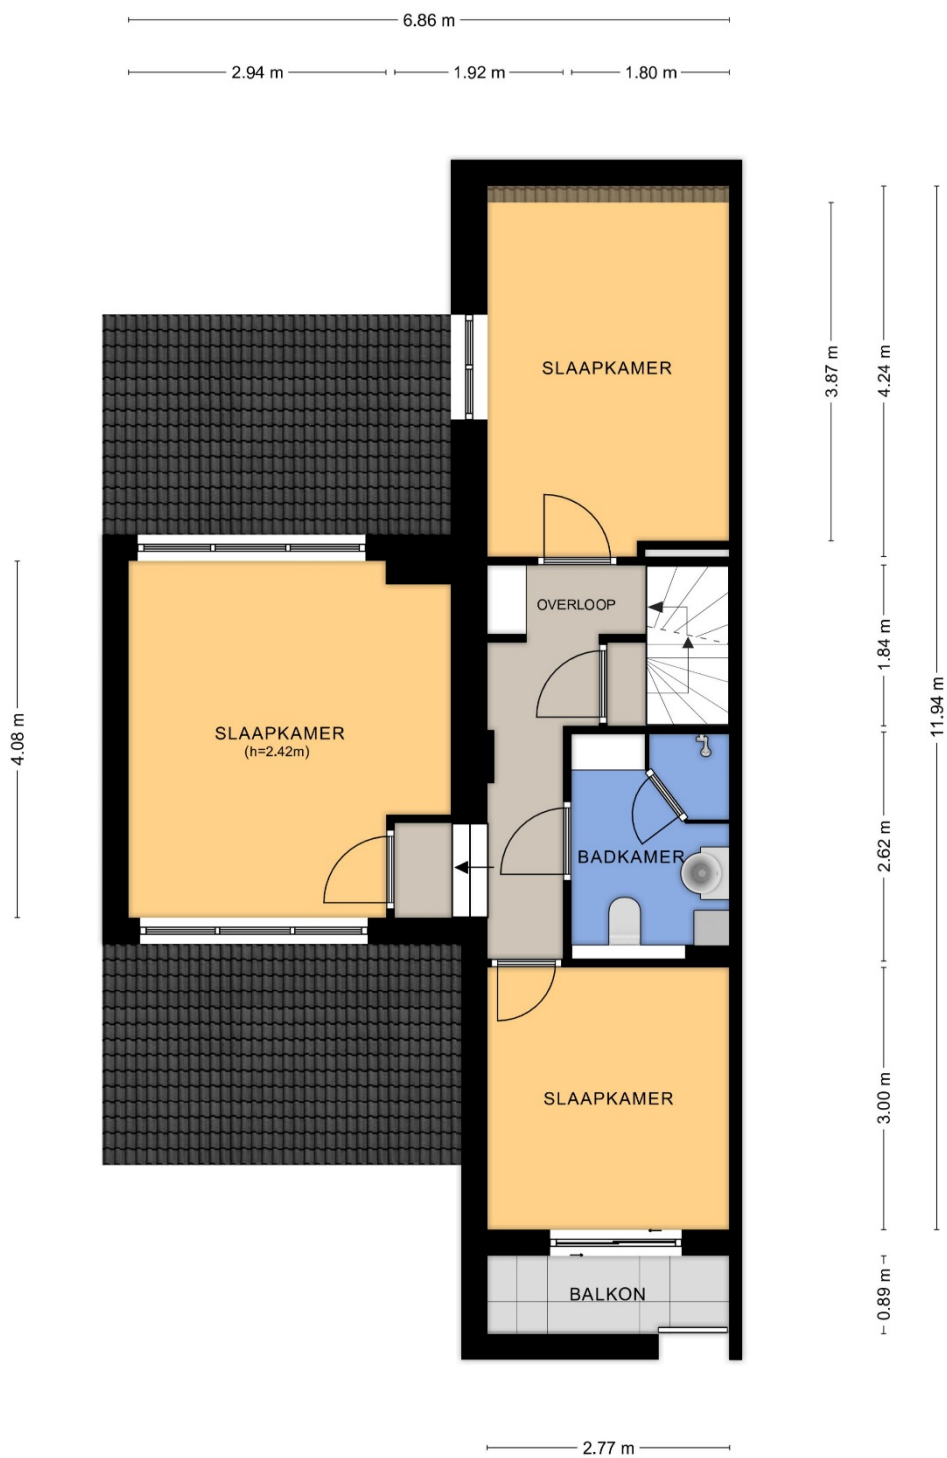 6.86 m
2.94 m
1.92 m
1.80 m
SLAAPKAMER
3.87 m
4.24 m
OVERLOOP
1.84 m
11.94 m
4.08 m
SLAAPKAMER
(h=2.42m)
BADKAMER
2.62 m
SLAAPKAMER
3.00 m
BALKON
0.89 m
2.77 m